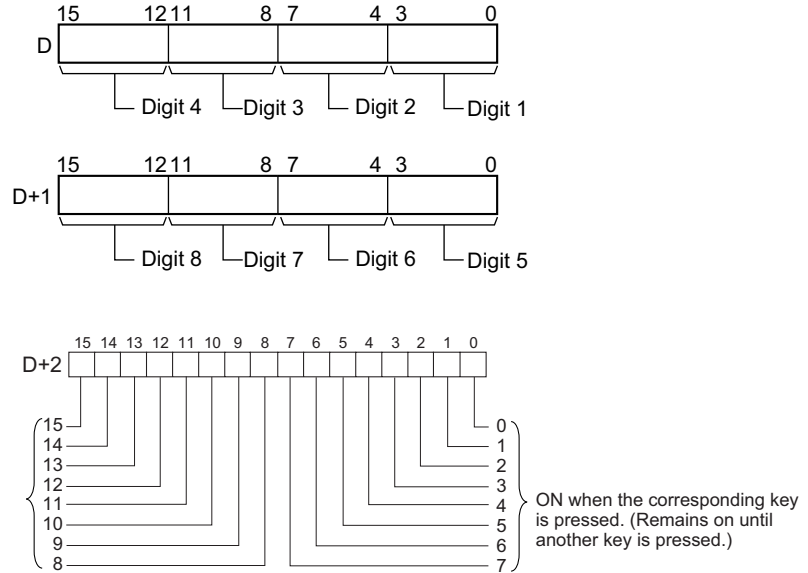 15 12 11 8 7 4 3 0
D
Digit 4 Digit 3 Digit 2 Digit 1
15 12 11 8 7 4 3 0
D+1
Digit 8 Digit 7 Digit 6 Digit 5
15 14 13 12 11 10 9 8 7 6 5 4 3 2 1 0
D+2
15 0
14 1
13 2
12 3
11 4
10 5
9 6
8 7
ON when the corresponding key
is pressed. (Remains on until
another key is pressed.)